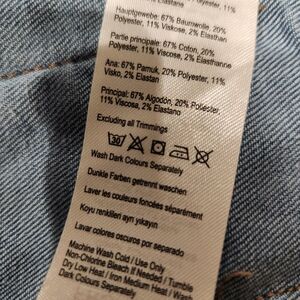 2% Elastane
Hauptgewebe: 67% Baumwolle, 20%
Polyester, 11% Viskose, 2% Elasthan
Partie principale: 67% Coton, 20%
Polyester, 11% Viscose, 2% Elasthanne
Ana: 67% Pamuk, 20% Polyester, 11%
Visko, 2% Elastan
Principal: 67% Algodón, 20% Poliéster,
11% Viscosa, 2% Elastano
Excluding all Trimmings
30
Wash Dark Colours Separately
Dunkle Farben getrennt waschen
Laver les couleurs foncées séparément
Koyu renkliları ayrı yıkayın
Lavar colores oscuros por separado
Machine Wash Cold / Use Only
Non-Chlorine Bleach If Needed / Tumble
Dry Low Heat / Iron Medium Heat / Wash
Dark Colours Separately